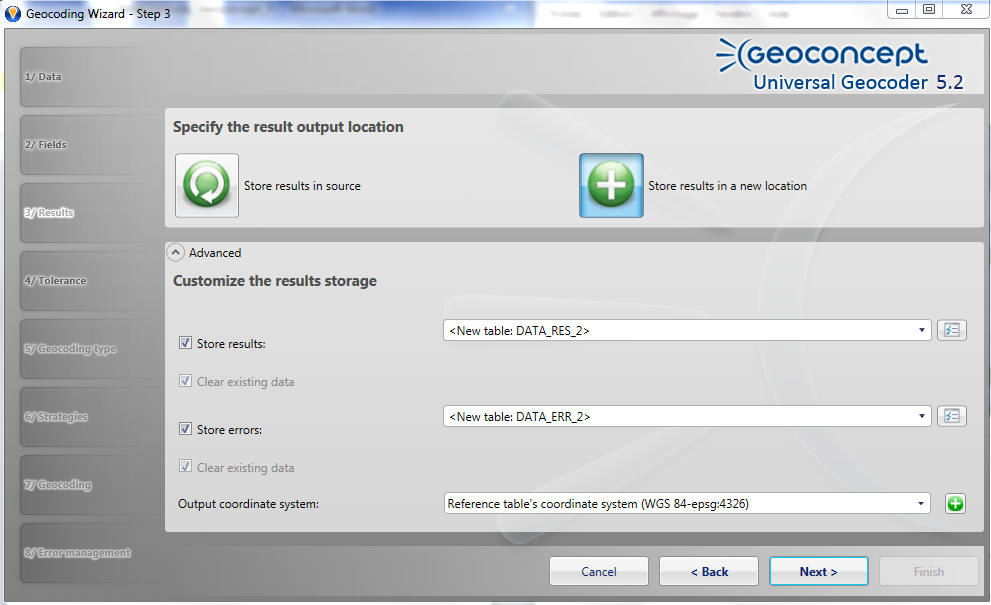 Geocoding Wizard - Step 3
Geoconcept
Universal Geocoder 5.2
1/ Data
2/ Fields
3/ Results
4/ Tolerance
5/ Geocoding type
6/ Strategies
7/ Geocoding
8/ Error management
Specify the result output location
Store results in source
Store results in a new location
Advanced
Customize the results storage
Store results:
<New table: DATA_RES_2>
Clear existing data
Store errors:
<New table: DATA_ERR_2>
Clear existing data
Output coordinate system:
Reference table's coordinate system (WGS 84-epsg:4326)
Cancel
< Back
Next >
Finish